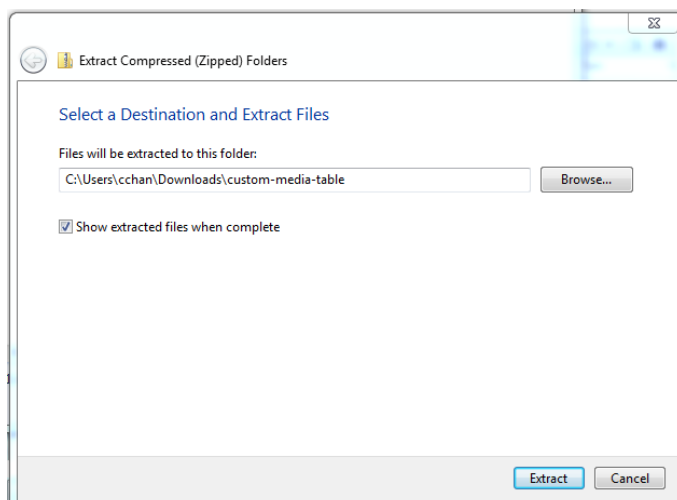 Extract Compressed (Zipped) Folders
Select a Destination and Extract Files
Files will be extracted to this folder:
C:\Users\cchan\Downloads\custom-media-table
Browse...
Show extracted files when complete
Extract
Cancel